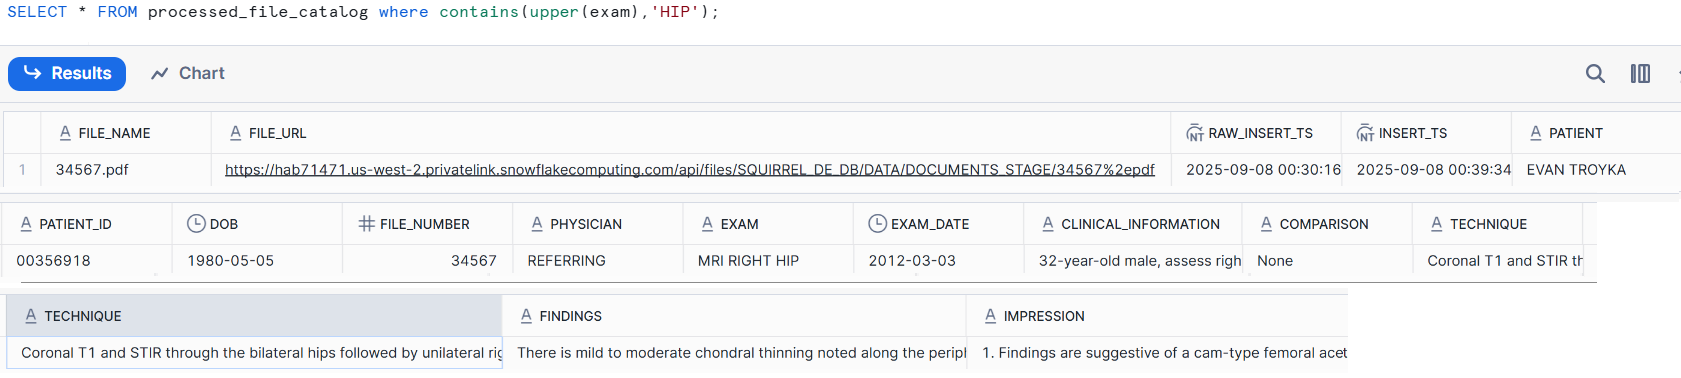 SELECT * FROM processed_file_catalog where contains(upper(exam),'HIP');
Results Chart
FILE_NAME FILE_URL RAW_INSERT_TS INSERT_TS PATIENT
1 34567.pdf https://hab71471.us-west-2.privatelink.snowflakecomputing.com/api/files/SQUIRREL_DE_DB/DATA/DOCUMENTS_STAGE/34567%2epdf 2025-09-08 00:30:16 2025-09-08 00:39:34 EVAN TROYKA
PATIENT_ID DOB FILE_NUMBER PHYSICIAN EXAM EXAM_DATE CLINICAL_INFORMATION COMPARISON TECHNIQUE
00356918 1980-05-05 34567 REFERRING MRI RIGHT HIP 2012-03-03 32-year-old male, assess righ None Coronal T1 and STIR th
TECHNIQUE FINDINGS IMPRESSION
Coronal T1 and STIR through the bilateral hips followed by unilateral rig There is mild to moderate chondral thinning noted along the periph 1. Findings are suggestive of a cam-type femoral acet